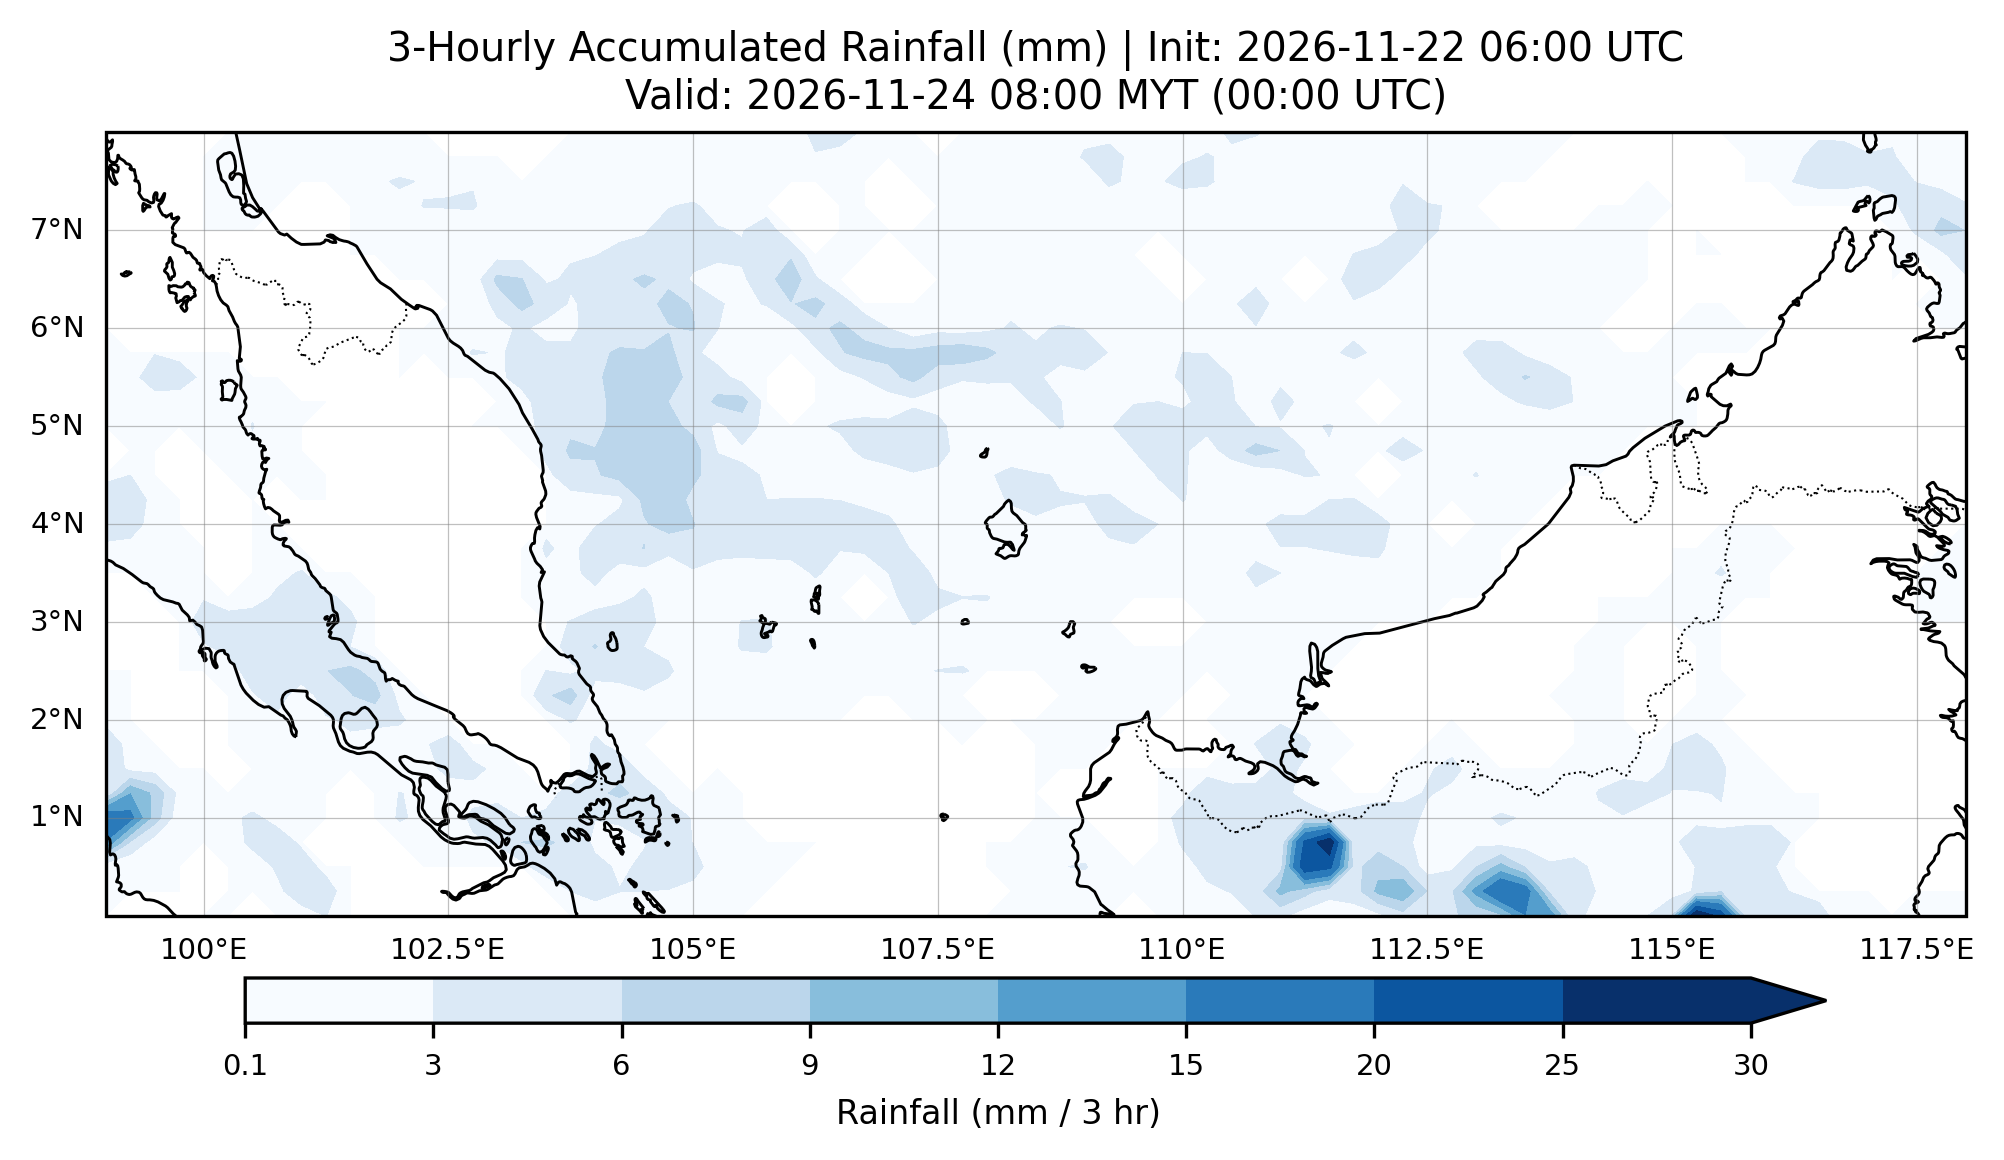 3-Hourly Accumulated Rainfall (mm) | Init: 2026-11-22 06:00 UTC
Valid: 2026-11-24 08:00 MYT (00:00 UTC)
7°N
6°N
5°N
4°N
3°N
2°N
1°N
100°E 102.5°E 105°E 107.5°E 110°E 112.5°E 115°E 117.5°E
0.1 3 6 9 12 15 20 25 30
Rainfall (mm / 3 hr)